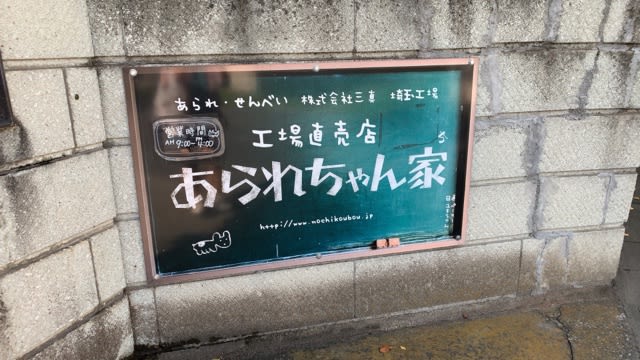 あられ・せんべい 株式会社三真 埼玉工場
営業時間
AM 9:00~PM 4:00
工場直売店
あられちゃん家
http://www.mochikoubou.jp